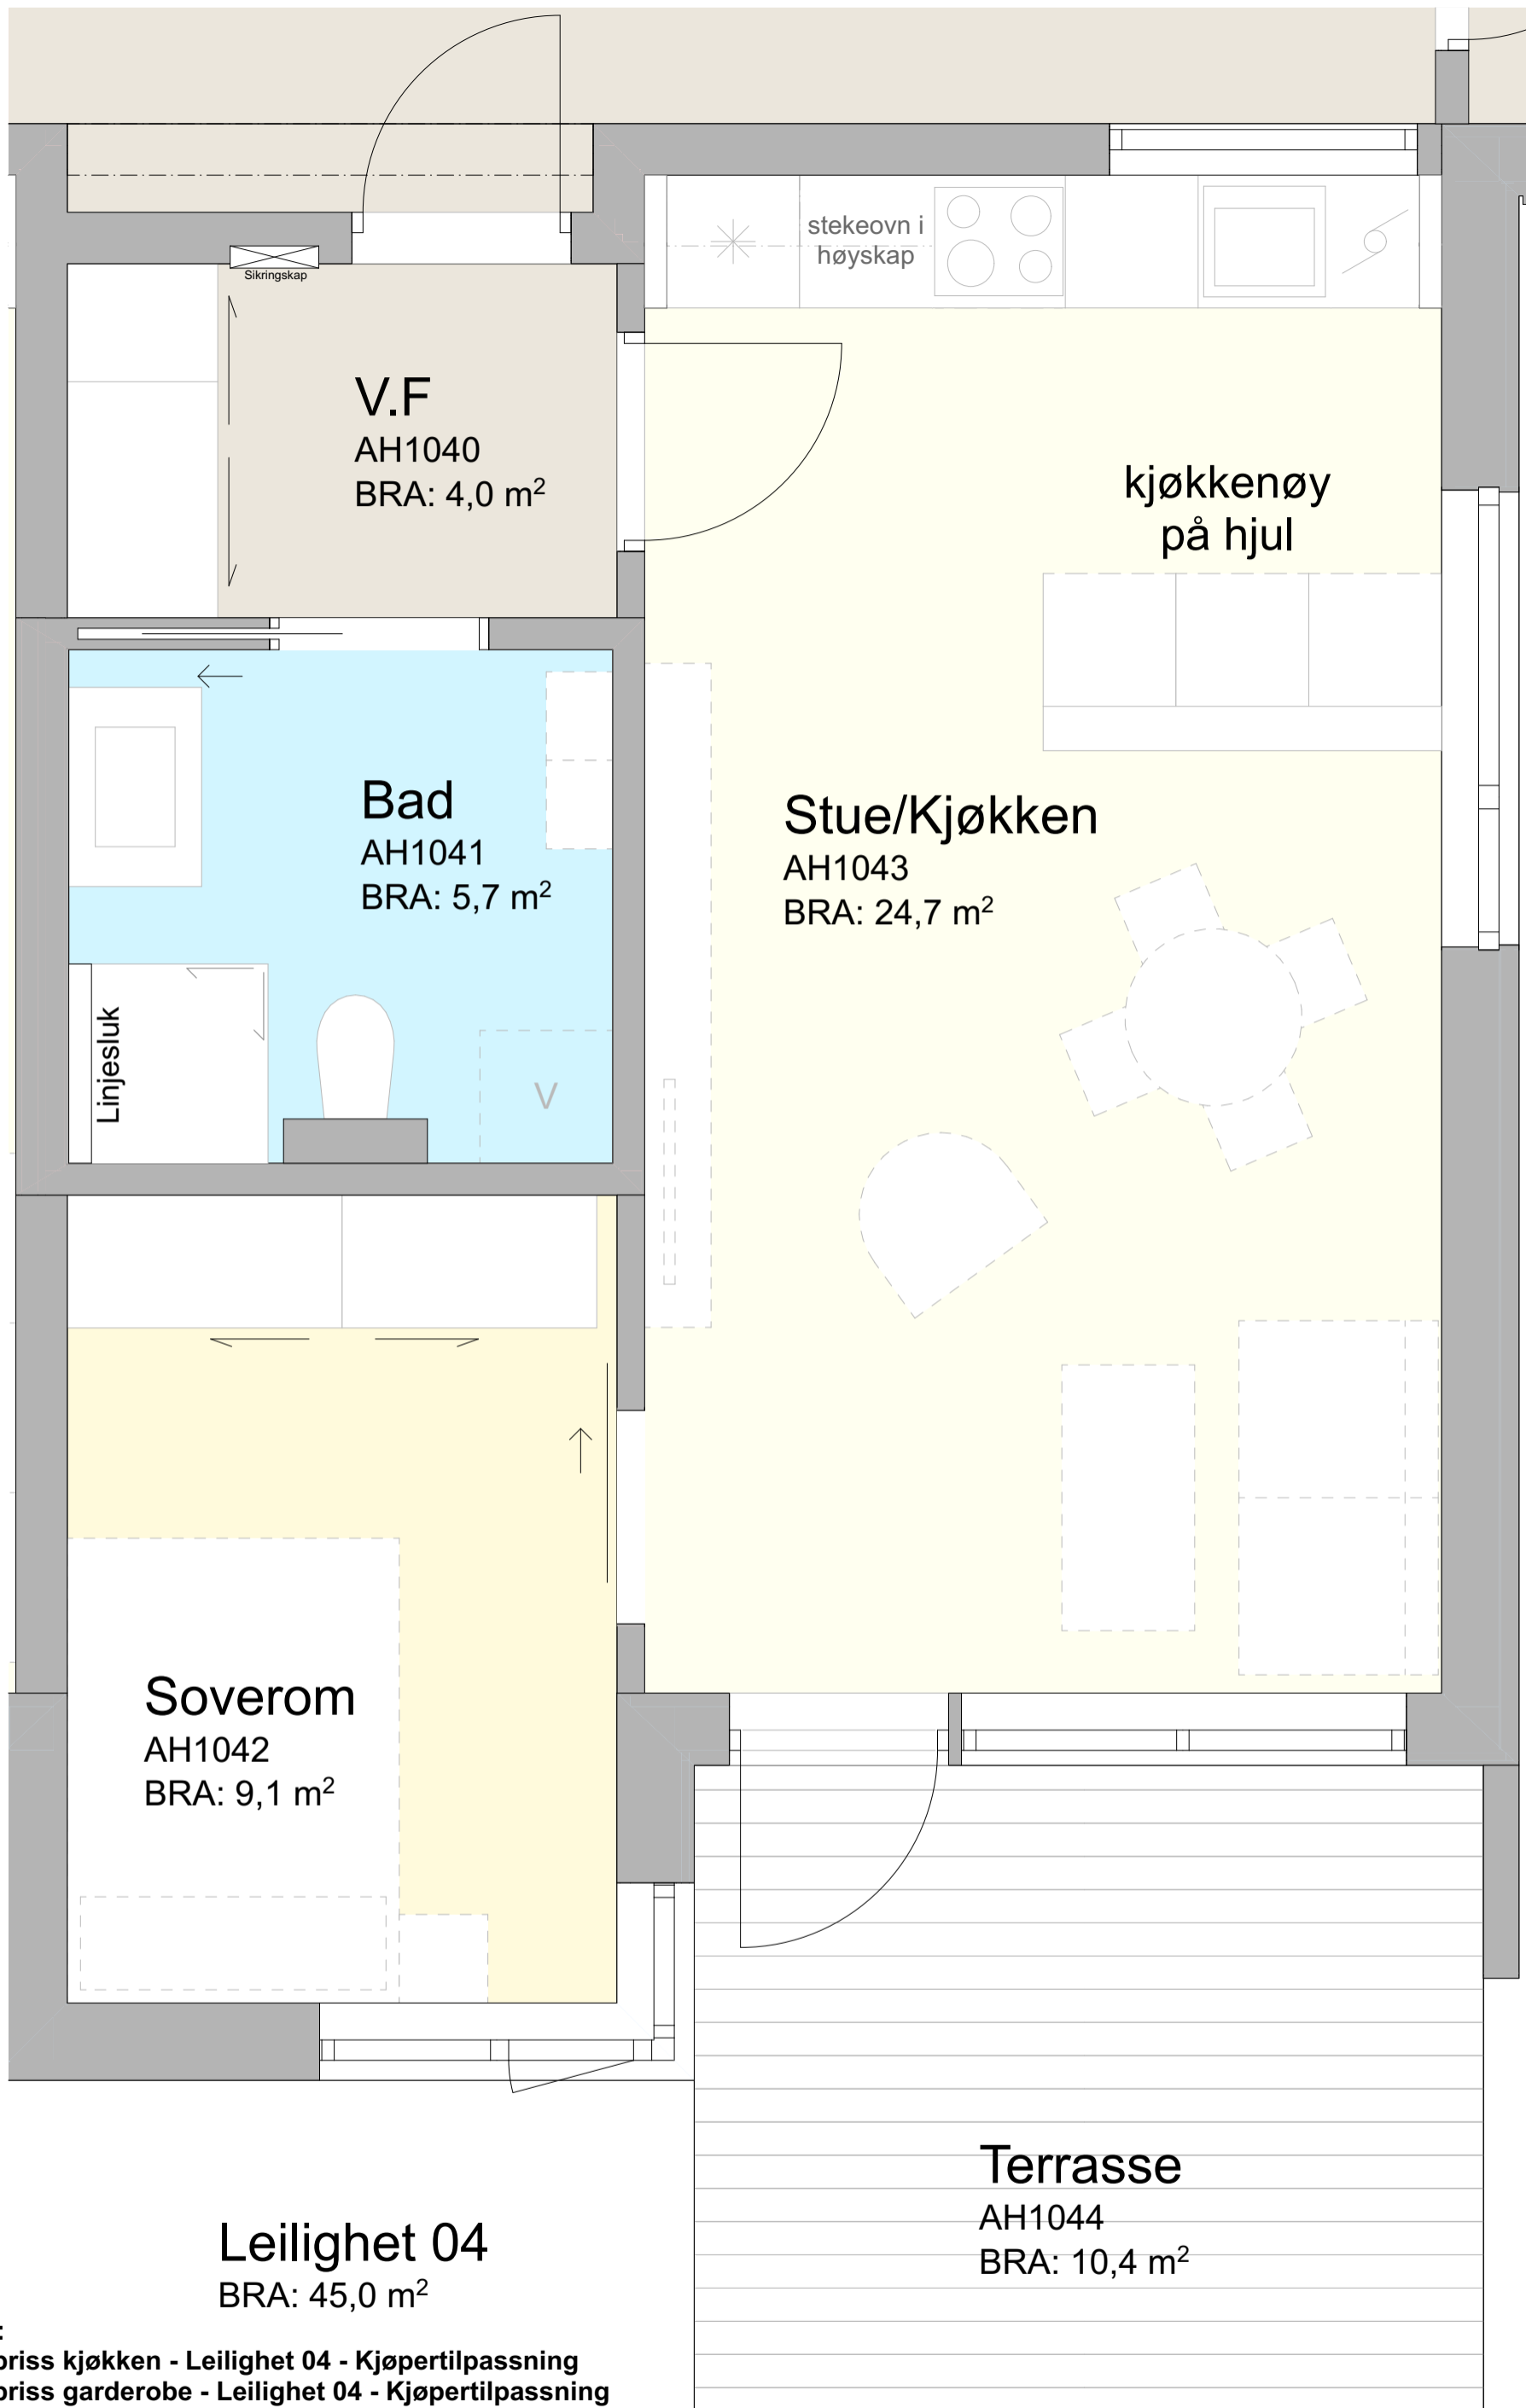 stekeovn i
høyskap
Sikringskap
V.F
AH1040
BRA: 4,0 m²
kjøkkenøy
på hjul
Bad
AH1041
BRA: 5,7 m²
Stue/Kjøkken
AH1043
BRA: 24,7 m²
Linjesluk
V
Soverom
AH1042
BRA: 9,1 m²
Terrasse
AH1044
BRA: 10,4 m²
Leilighet 04
BRA: 45,0 m²
:
priss kjøkken - Leilighet 04 - Kjøpertilpassning
priss garderobe - Leilighet 04 - Kjøpertilpassning